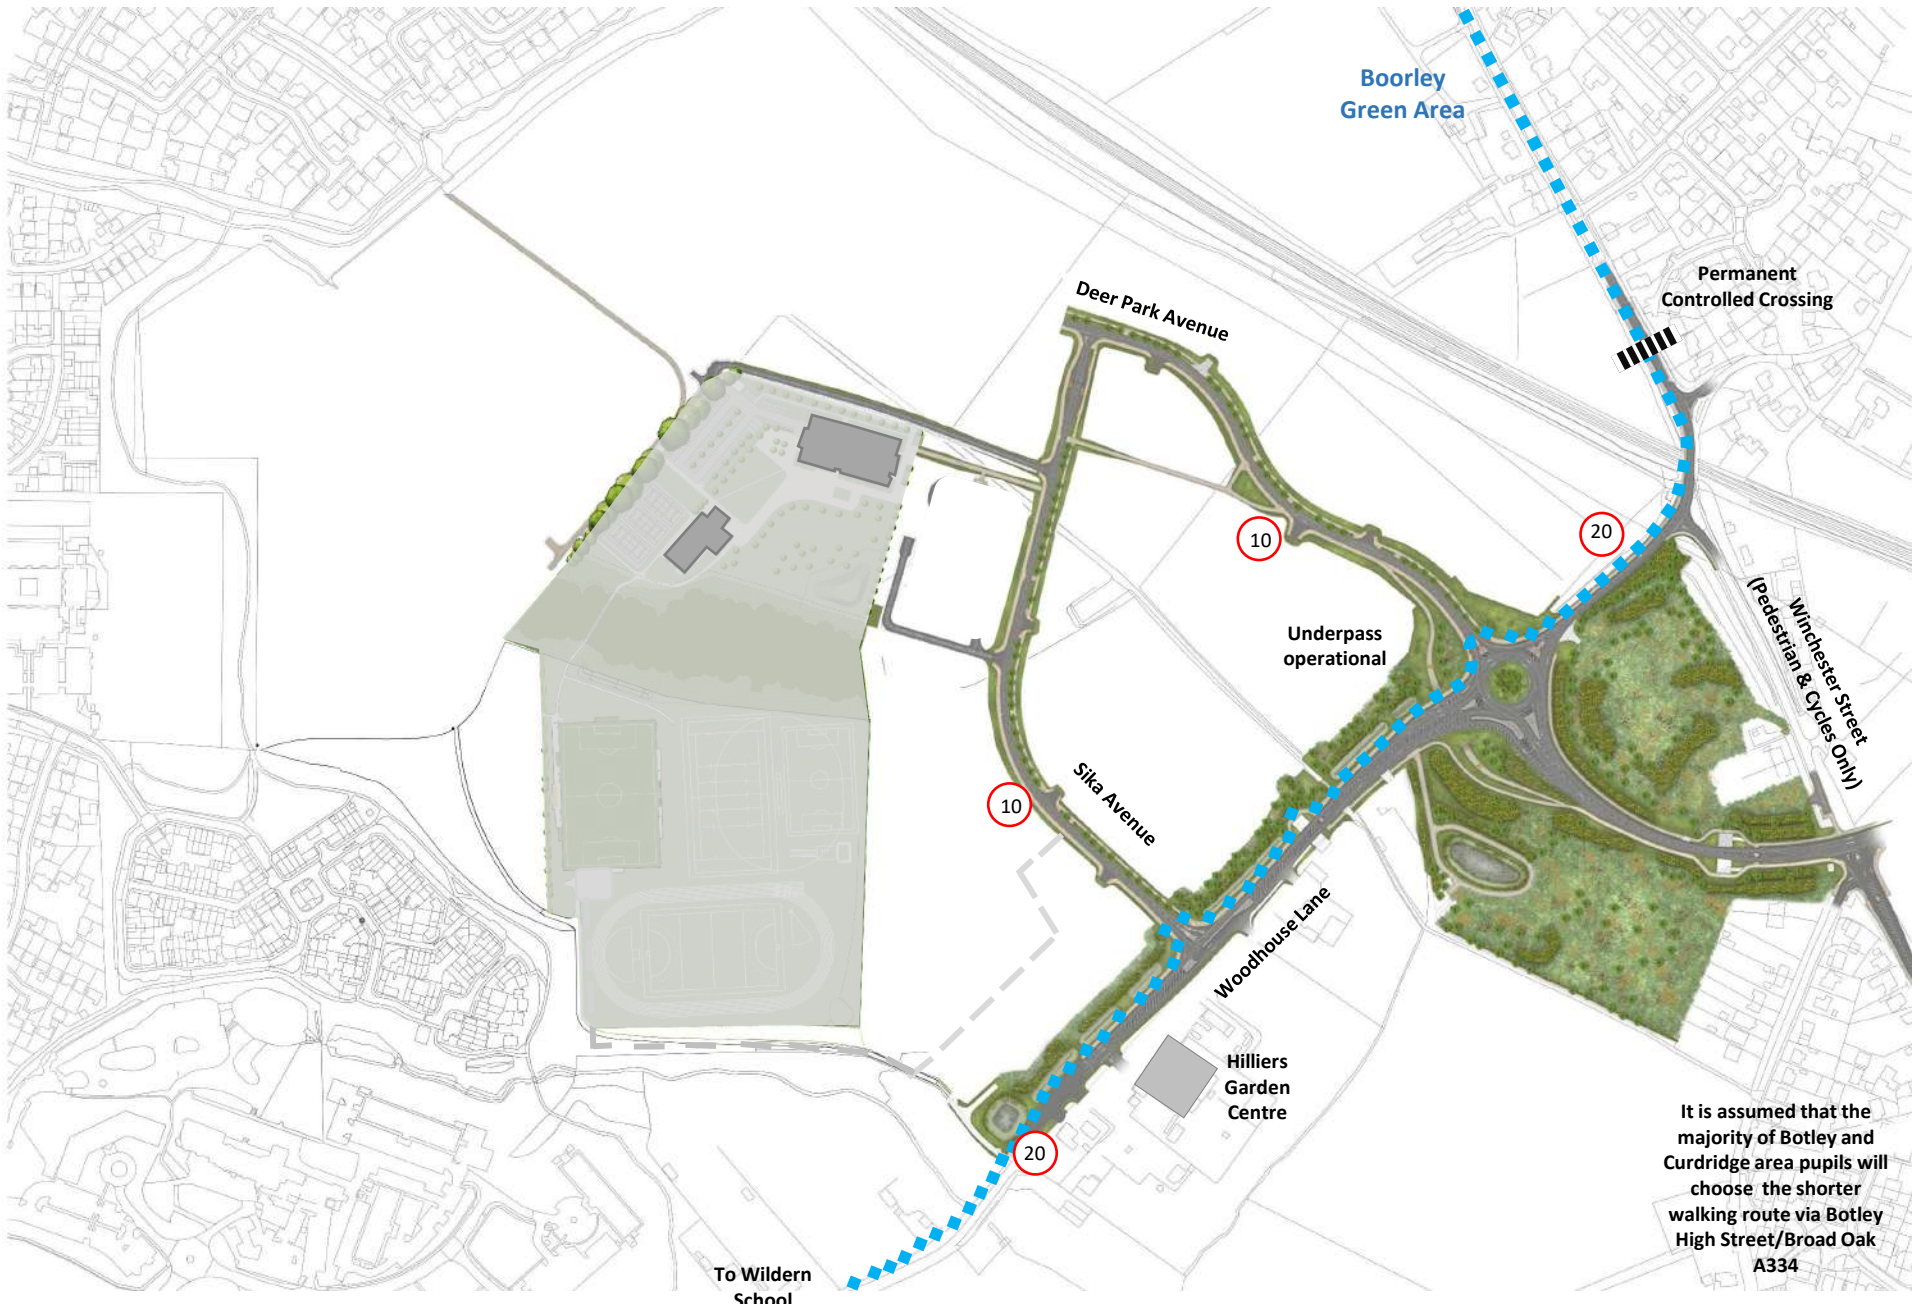 Boorley
Green Area
Permanent
Controlled Crossing
Deer Park Avenue
20
10
Winchester Street
(Pedestrian & Cycles Only)
Underpass
operational
Sika Avenue
10
Woodhouse Lane
Hilliers
Garden
Centre
20
It is assumed that the
majority of Botley and
Curdridge area pupils will
choose the shorter
walking route via Botley
High Street/Broad Oak
A334
To Wildern
School